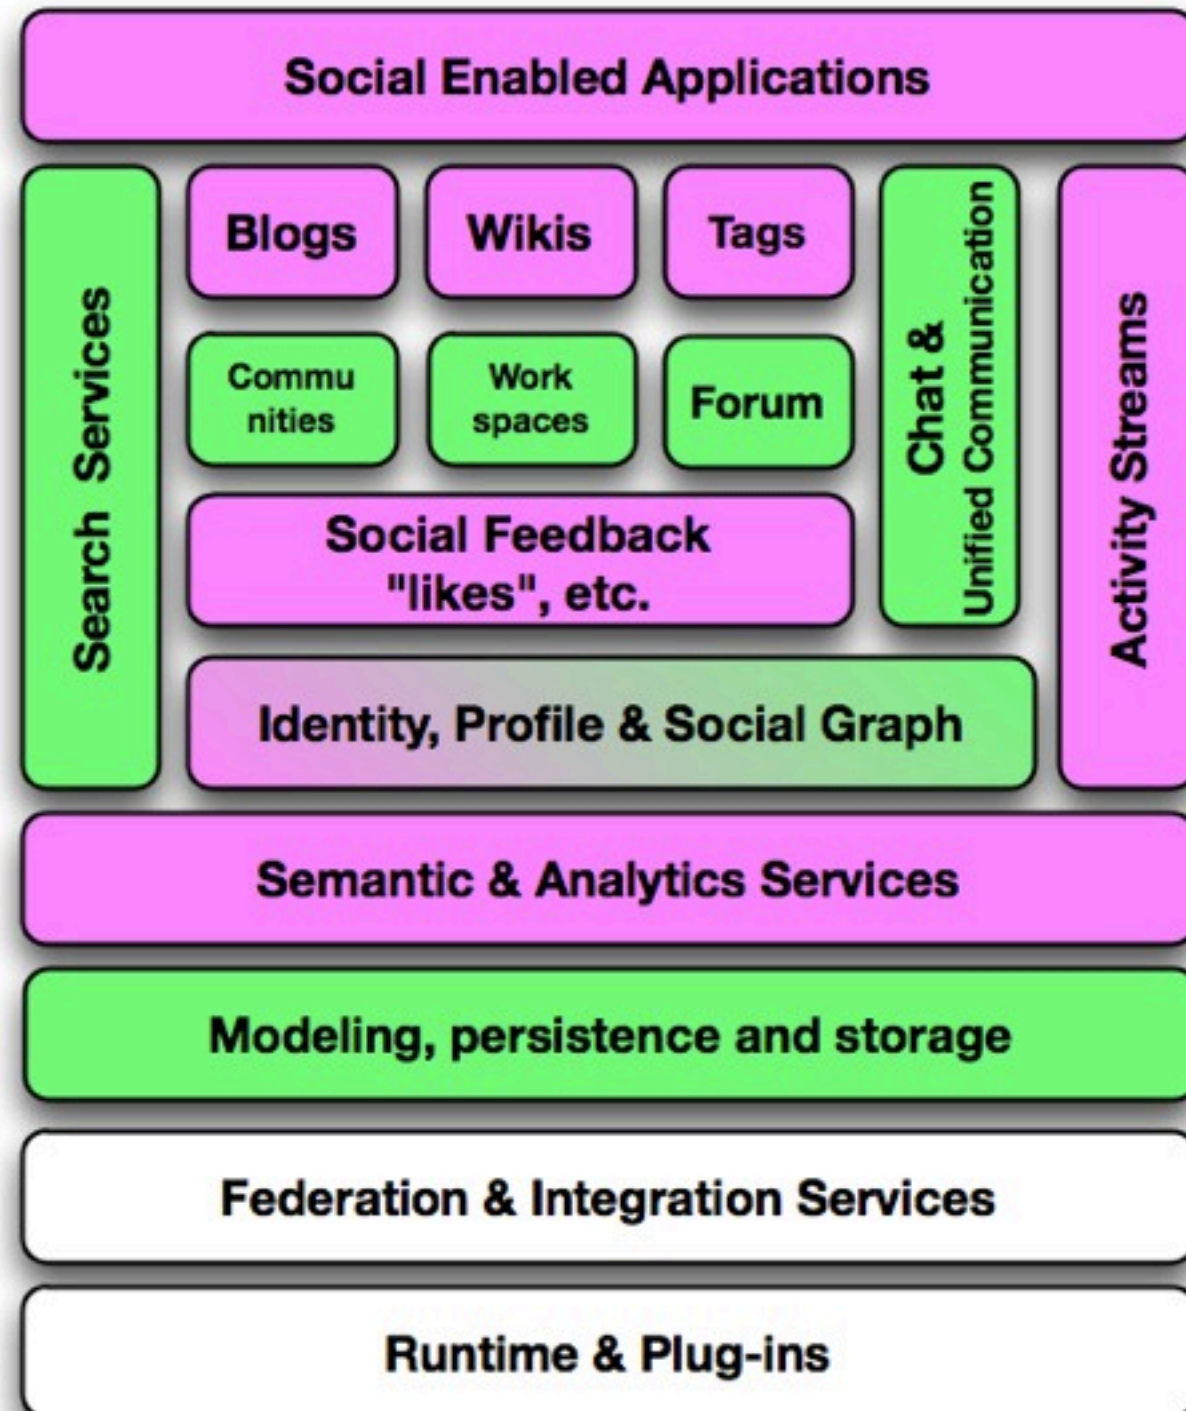 Social Enabled Applications
Search Services
Blogs
Wikis
Tags
Commu
nities
Work
spaces
Forum
Social Feedback
"likes", etc.
Chat &
Unified Communication
Activity Streams
Identity, Profile & Social Graph
Semantic & Analytics Services
Modeling, persistence and storage
Federation & Integration Services
Runtime & Plug-ins